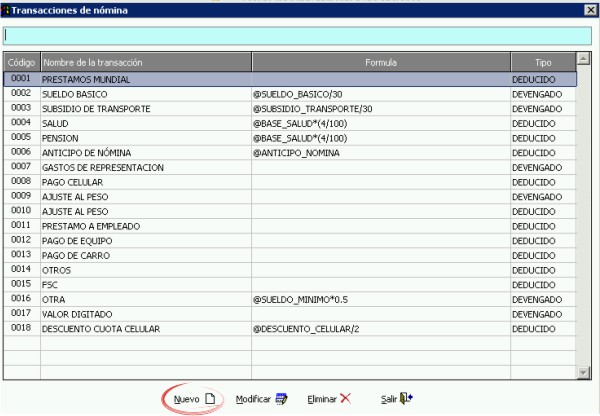 Transacciones de nómina
Código Nombre de la transacción Formula Tipo
0001 PRESTAMOS MUNDIAL DEDUCIDO
0002 SUELDO BASICO @SUELDO_BASICO/30 DEVENGADO
0003 SUBSIDIO DE TRANSPORTE @SUBSIDIO_TRANSPORTE/30 DEVENGADO
0004 SALUD @BASE_SALUD*(4/100) DEDUCIDO
0005 PENSION @BASE_SALUD*(4/100) DEDUCIDO
0006 ANTICIPO DE NÓMINA @ANTICIPO_NOMINA DEDUCIDO
0007 GASTOS DE REPRESENTACION DEVENGADO
0008 PAGO CELULAR DEDUCIDO
0009 AJUSTE AL PESO DEVENGADO
0010 AJUSTE AL PESO DEDUCIDO
0011 PRESTAMO A EMPLEADO DEDUCIDO
0012 PAGO DE EQUIPO DEDUCIDO
0013 PAGO DE CARRO DEDUCIDO
0014 OTROS DEDUCIDO
0015 FSC DEDUCIDO
0016 OTRA @SUELDO_MINIMO*0.5 DEVENGADO
0017 VALOR DIGITADO DEVENGADO
0018 DESCUENTO CUOTA CELULAR @DESCUENTO_CELULAR/2 DEDUCIDO
Nuevo Modificar Eliminar Salir